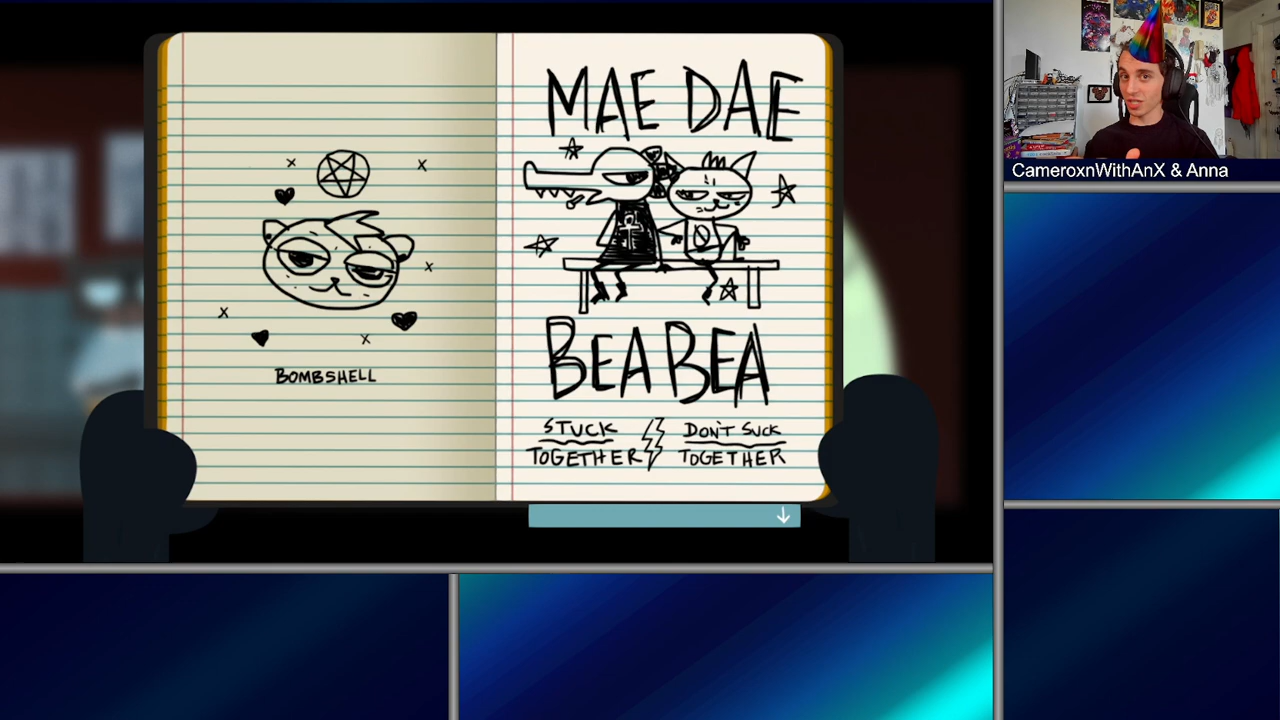 BOMBSHELL
MAE DAE
BEA BEA
STUCK
TOGETHER
DON'T SUCK
TOGETHER
CameroxnWithAnX & Anna